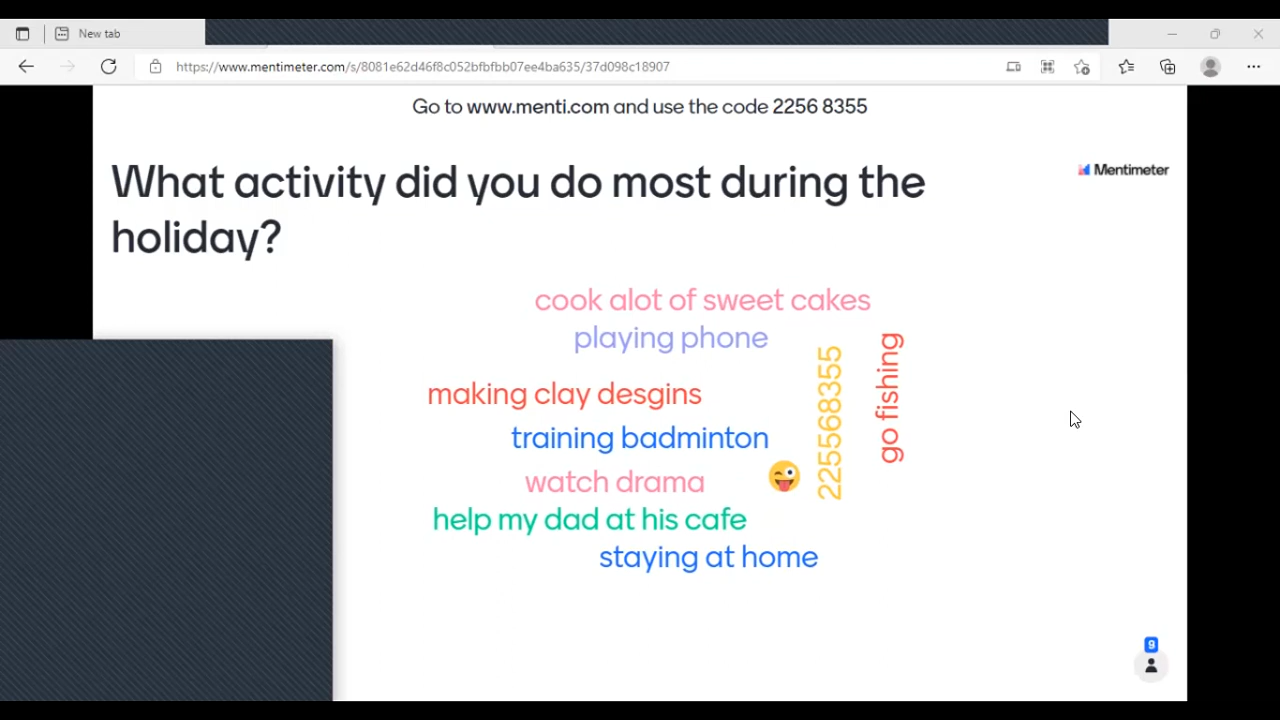 New tab
https://www.mentimeter.com/s/8081e62d46f8c052bfbfbb07ee4ba635/37d098c18907
Go to www.menti.com and use the code 2256 8355
What activity did you do most during the
holiday?
Mentimeter
cook alot of sweet cakes
playing phone
making clay desgins
training badminton
watch drama
help my dad at his cafe
staying at home
225568355
go fishing
9